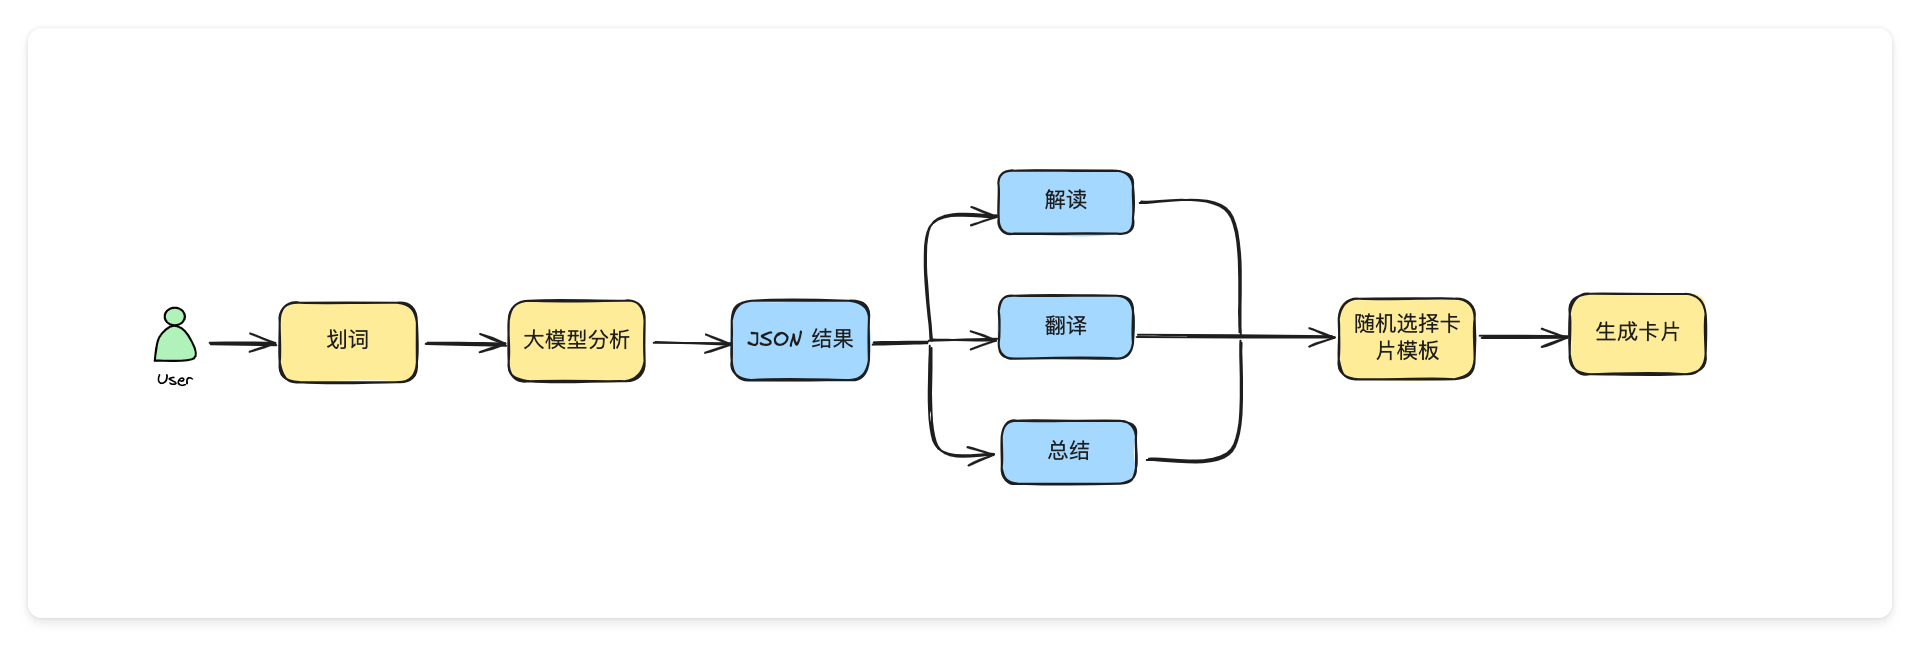 User
划词
大模型分析
JSON 结果
解读
翻译
总结
随机选择卡
片模板
生成卡片